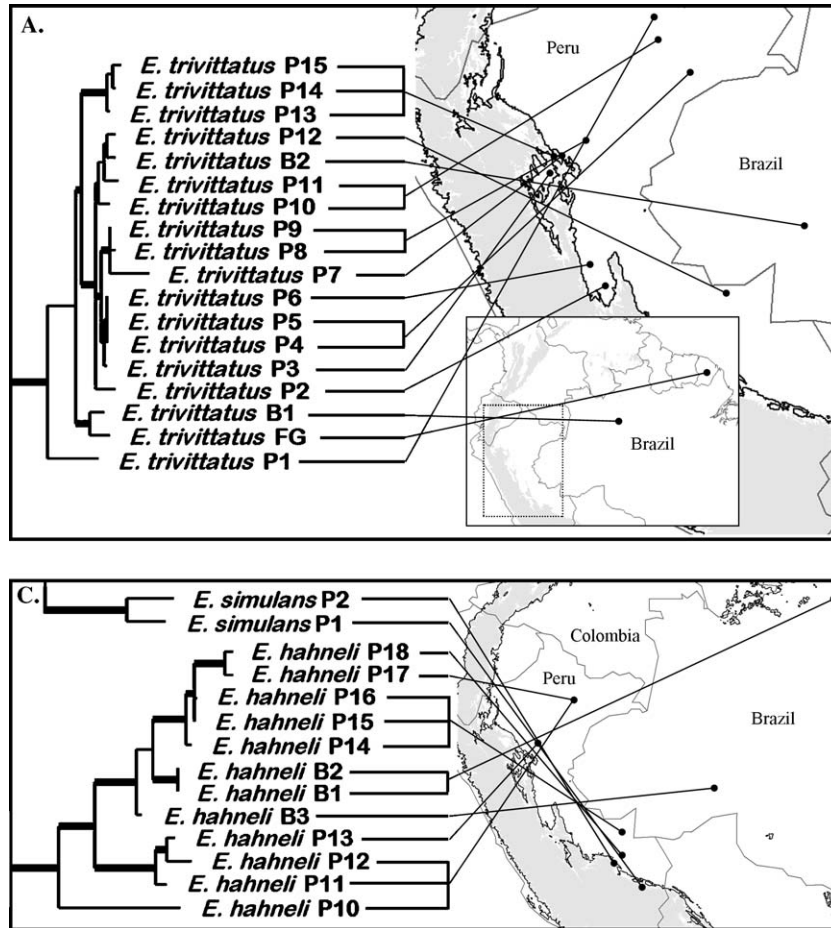 A.
E. trivittatus P15
E. trivittatus P14
E. trivittatus P13
E. trivittatus P12
E. trivittatus B2
E. trivittatus P11
E. trivittatus P10
E. trivittatus P9
E. trivittatus P8
E. trivittatus P7
E. trivittatus P6
E. trivittatus P5
E. trivittatus P4
E. trivittatus P3
E. trivittatus P2
E. trivittatus B1
E. trivittatus FG
E. trivittatus P1
Peru
Brazil
Brazil
C.
E. simulans P2
E. simulans P1
E. hahneli P18
E. hahneli P17
E. hahneli P16
E. hahneli P15
E. hahneli P14
E. hahneli B2
E. hahneli B1
E. hahneli B3
E. hahneli P13
E. hahneli P12
E. hahneli P11
E. hahneli P10
Colombia
Peru
Brazil